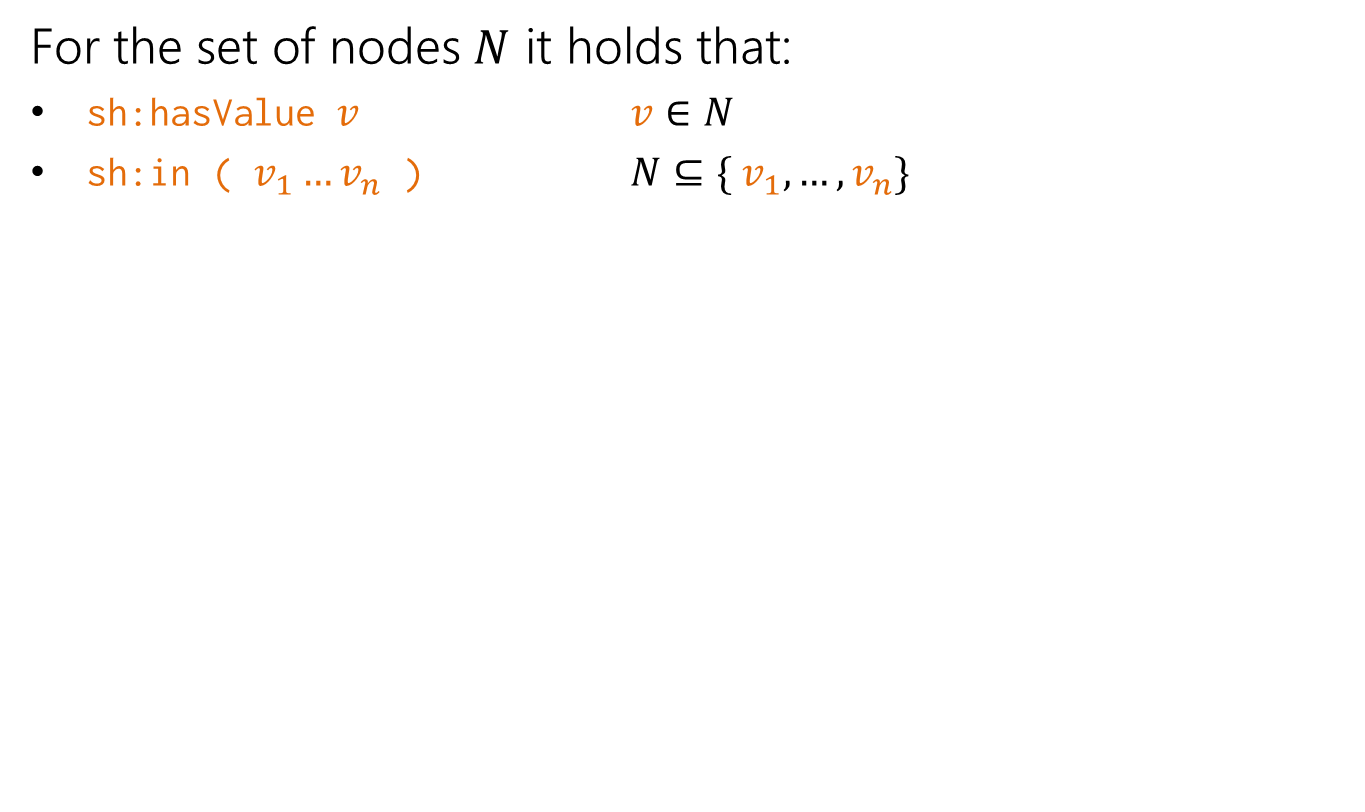 For the set of nodes N it holds that:
• sh:hasValue v v ∈ N
• sh:in ( v₁ … vₙ ) N ⊆ { v₁, … , vₙ}